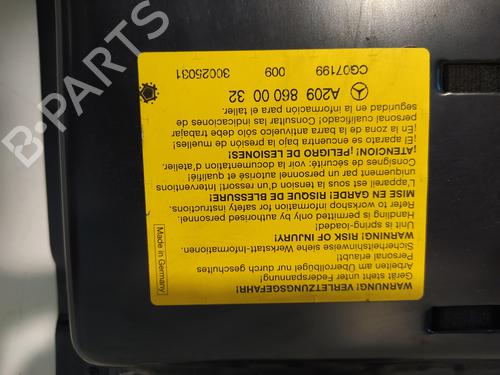 WARNUNG! VERLETZUNGSGEFAHR!
Gerät steht unter Federspannung!
Arbeiten am Überrollbügel nur durch geschultes
Personal erlaubt!
Sicherheitshinweise siehe Werkstatt-Informationen.
WARNING! RISK OF INJURY!
Unit is spring-loaded!
Handling is permitted only by authorised personnel.
Refer to workshop information for safety instructions.
MISE EN GARDE! RISQUE DE BLESSURE!
L'appareil est sous la tension d'un ressort! Interventions
uniquement par un personnel autorisé et qualifié!
Consignes de sécurité: voir la documentation d'atelier.
¡ATENCION! ¡PELIGRO DE LESIONES!
¡El aparato se encuentra bajo la presión de muelles!
¡En la zona de la barra antivuelco sólo debe trabajar
personal cualificado! ¡Consultar las indicaciones de
seguridad en la información para el taller.
A209 860 00 32
CG07199 009 30025031
Made in Germany
B-PARTS